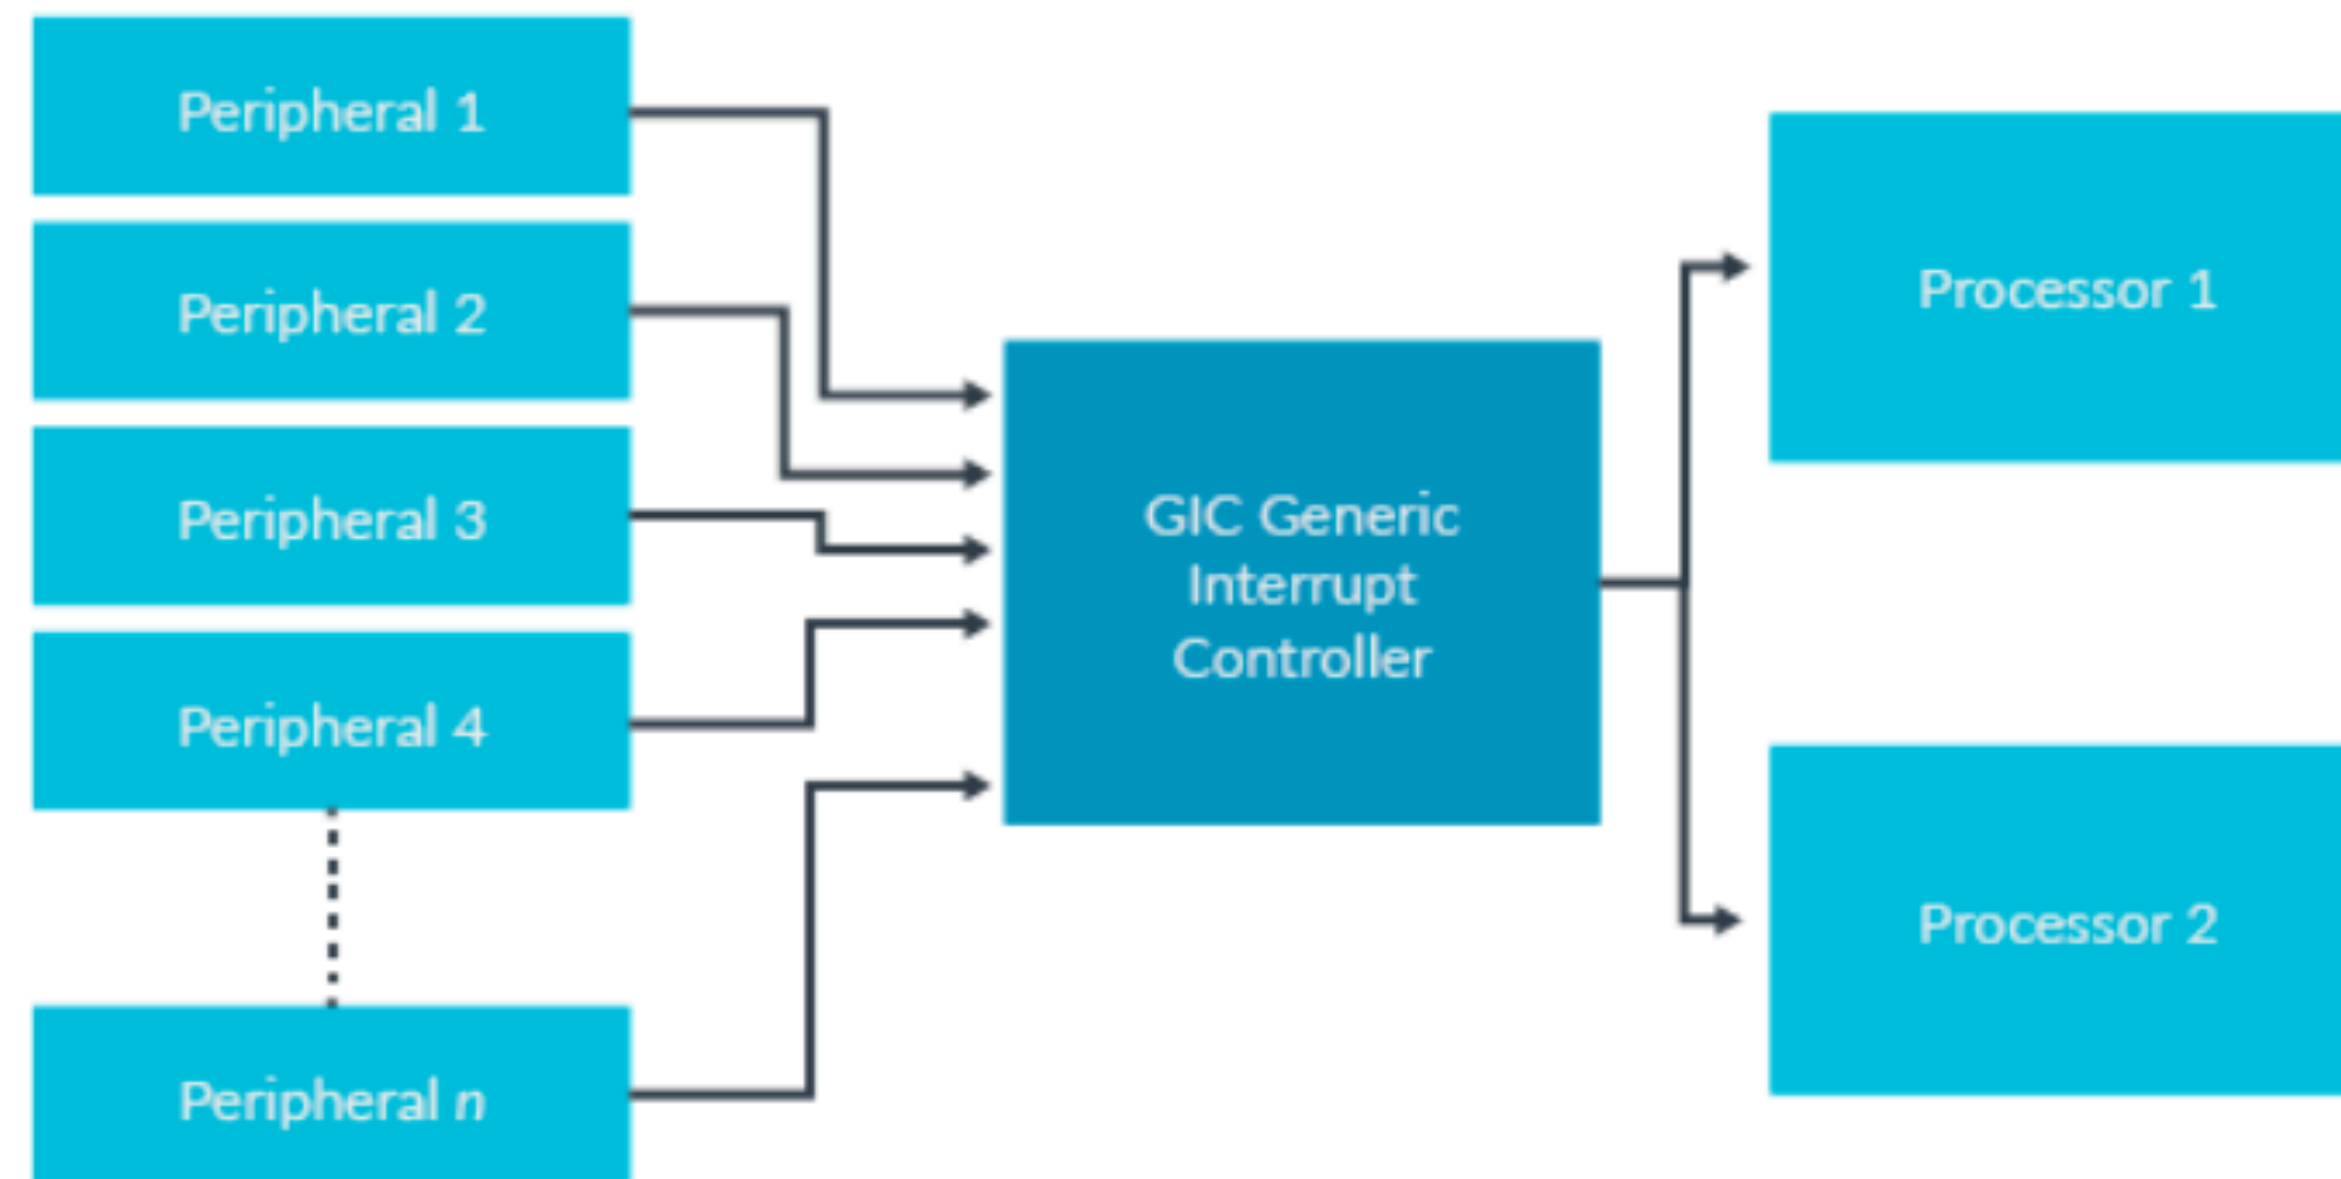 Peripheral 1
Peripheral 2
Peripheral 3
Peripheral 4
Peripheral n
GIC Generic
Interrupt
Controller
Processor 1
Processor 2